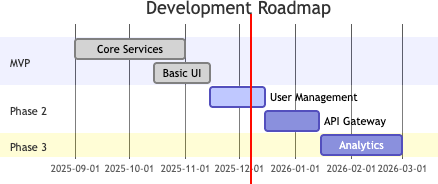 Development Roadmap
Core Services
MVP
Basic UI
User Management
Phase 2
API Gateway
Phase 3
Analytics
2025-09-01 2025-10-01 2025-11-01 2025-12-01 2026-01-01 2026-02-01 2026-03-01